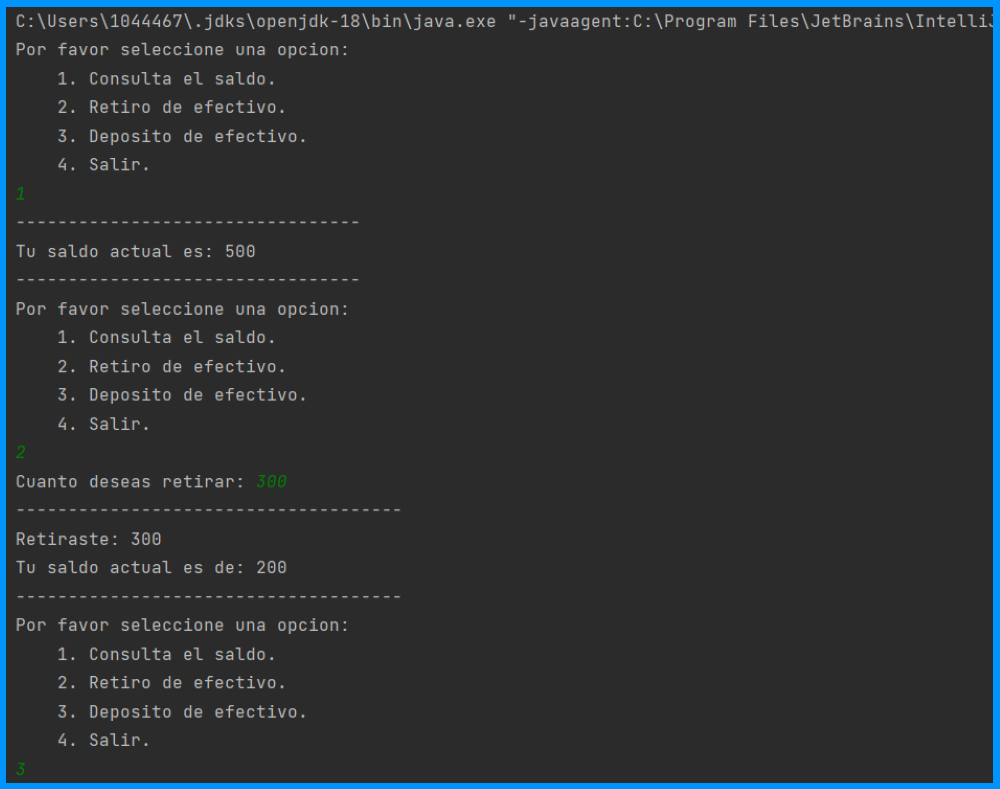 C:\Users\1044467\.jdks\openjdk-18\bin\java.exe "-javaagent:C:\Program Files\JetBrains\IntelliJ
Por favor seleccione una opcion:
    1. Consulta el saldo.
    2. Retiro de efectivo.
    3. Deposito de efectivo.
    4. Salir.
1
---------------------------------
Tu saldo actual es: 500
---------------------------------
Por favor seleccione una opcion:
    1. Consulta el saldo.
    2. Retiro de efectivo.
    3. Deposito de efectivo.
    4. Salir.
2
Cuanto deseas retirar: 300
-------------------------------------
Retiraste: 300
Tu saldo actual es de: 200
-------------------------------------
Por favor seleccione una opcion:
    1. Consulta el saldo.
    2. Retiro de efectivo.
    3. Deposito de efectivo.
    4. Salir.
3